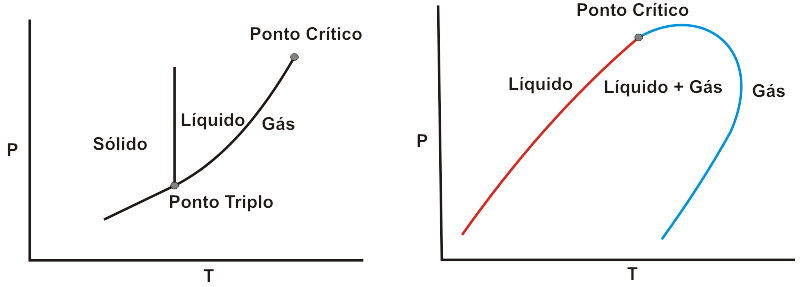 Ponto Crítico
Líquido
Gás
Sólido
P
Ponto Triplo
T
Ponto Crítico
Líquido
Líquido + Gás
Gás
P
T